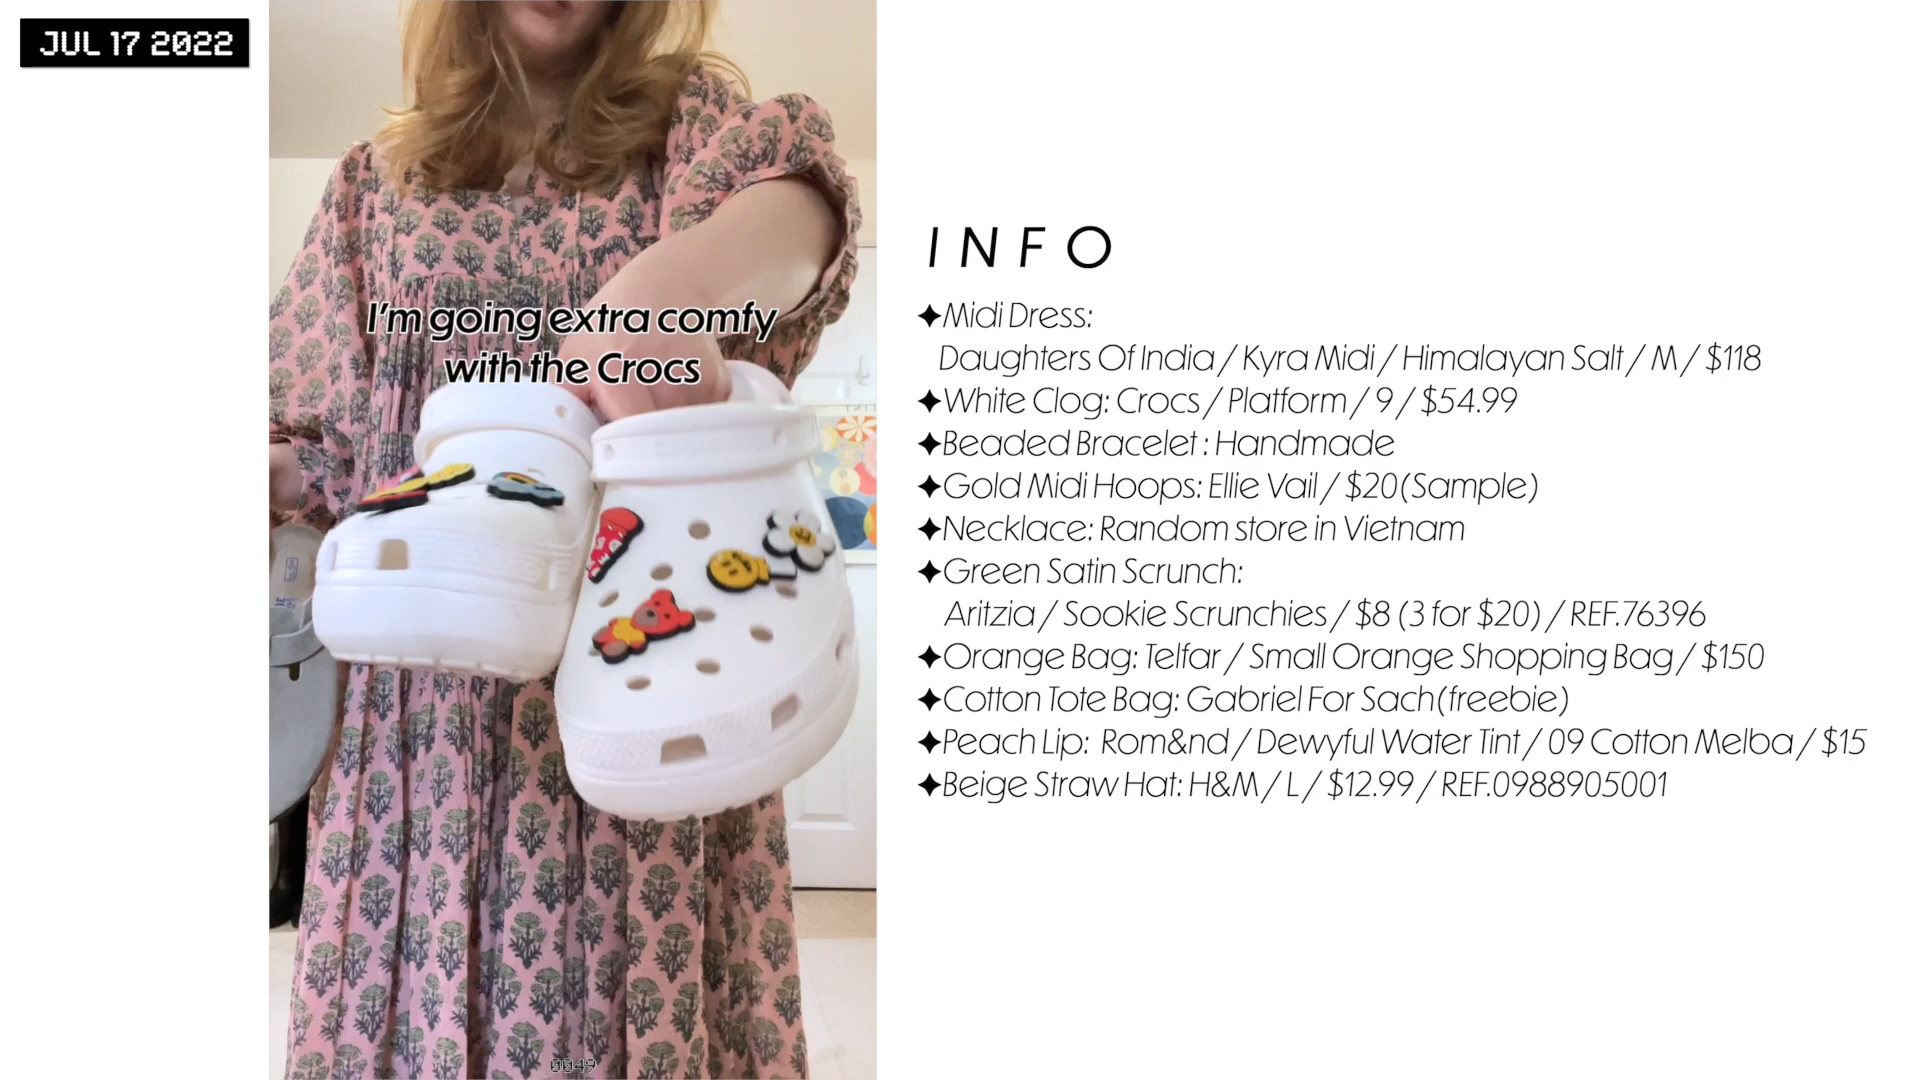 JUL 17 2022
I'm going extra comfy
with the Crocs
INFO
✦Midi Dress:
Daughters Of India / Kyra Midi / Himalayan Salt / M / $118
✦White Clog: Crocs / Platform / 9 / $54.99
✦Beaded Bracelet : Handmade
✦Gold Midi Hoops: Ellie Vail / $20(Sample)
✦Necklace: Random store in Vietnam
✦Green Satin Scrunch:
Aritzia / Sookie Scrunchies / $8 (3 for $20) / REF.76396
✦Orange Bag: Telfar / Small Orange Shopping Bag / $150
✦Cotton Tote Bag: Gabriel For Sach(freebie)
✦Peach Lip: Rom&nd / Dewyful Water Tint / 09 Cotton Melba / $15
✦Beige Straw Hat: H&M / L / $12.99 / REF.0988905001
0049